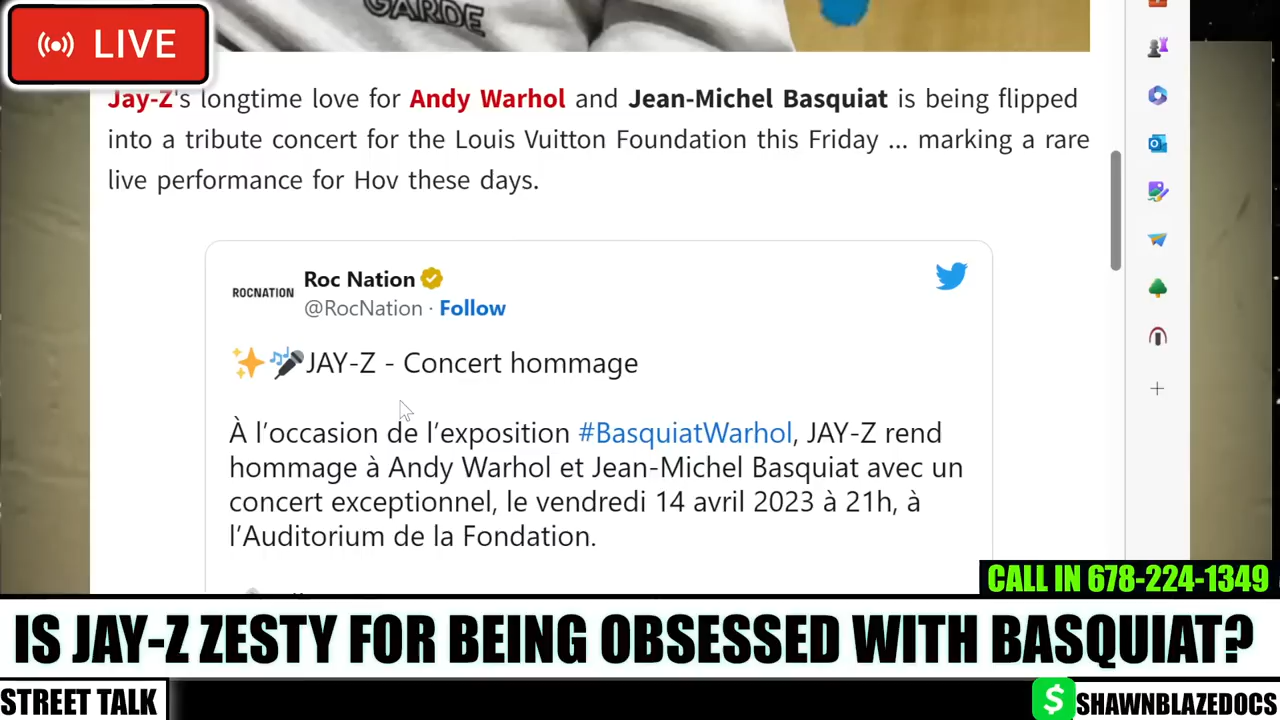 GARDE
LIVE
Jay-Z's longtime love for Andy Warhol and Jean-Michel Basquiat is being flipped
into a tribute concert for the Louis Vuitton Foundation this Friday ... marking a rare
live performance for Hov these days.
ROCNATION
Roc Nation
@RocNation · Follow
✨🎤JAY-Z - Concert hommage
À l’occasion de l’exposition #BasquiatWarhol, JAY-Z rend
hommage à Andy Warhol et Jean-Michel Basquiat avec un
concert exceptionnel, le vendredi 14 avril 2023 à 21h, à
l’Auditorium de la Fondation.
CALL IN 678-224-1349
IS JAY-Z ZESTY FOR BEING OBSESSED WITH BASQUIAT?
STREET TALK
$ SHAWNBLAZEDOCS